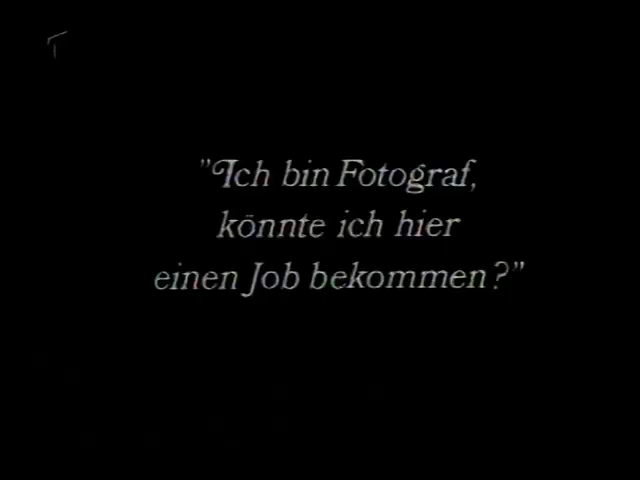 "Ich bin Fotograf,
könnte ich hier
einen Job bekommen?"